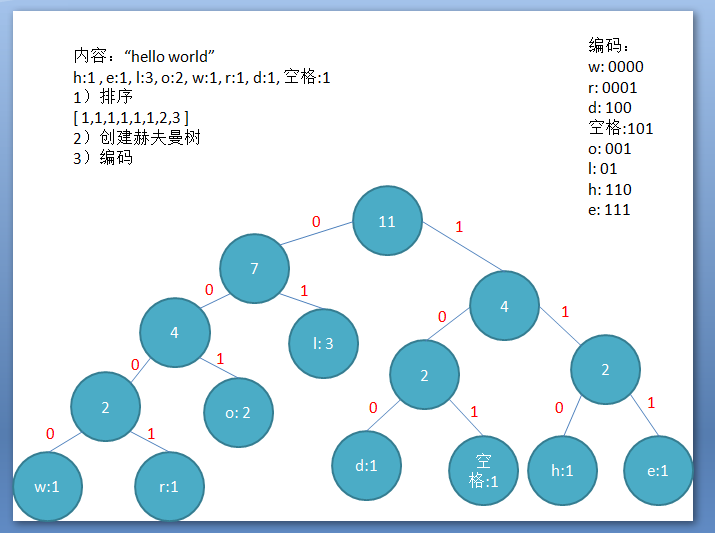 内容：“hello world”
h:1 , e:1, l:3, o:2, w:1, r:1, d:1, 空格:1
1）排序
[ 1,1,1,1,1,1,2,3 ]
2）创建赫夫曼树
3）编码
编码：
w: 0000
r: 0001
d: 100
空格:101
o: 001
l: 01
h: 110
e: 111
11
0
1
7
4
0
1
0
1
4
l: 3
2
2
0
1
0
1
0
1
2
o: 2
0
1
d:1
空
格:1
h:1
e:1
w:1
r:1